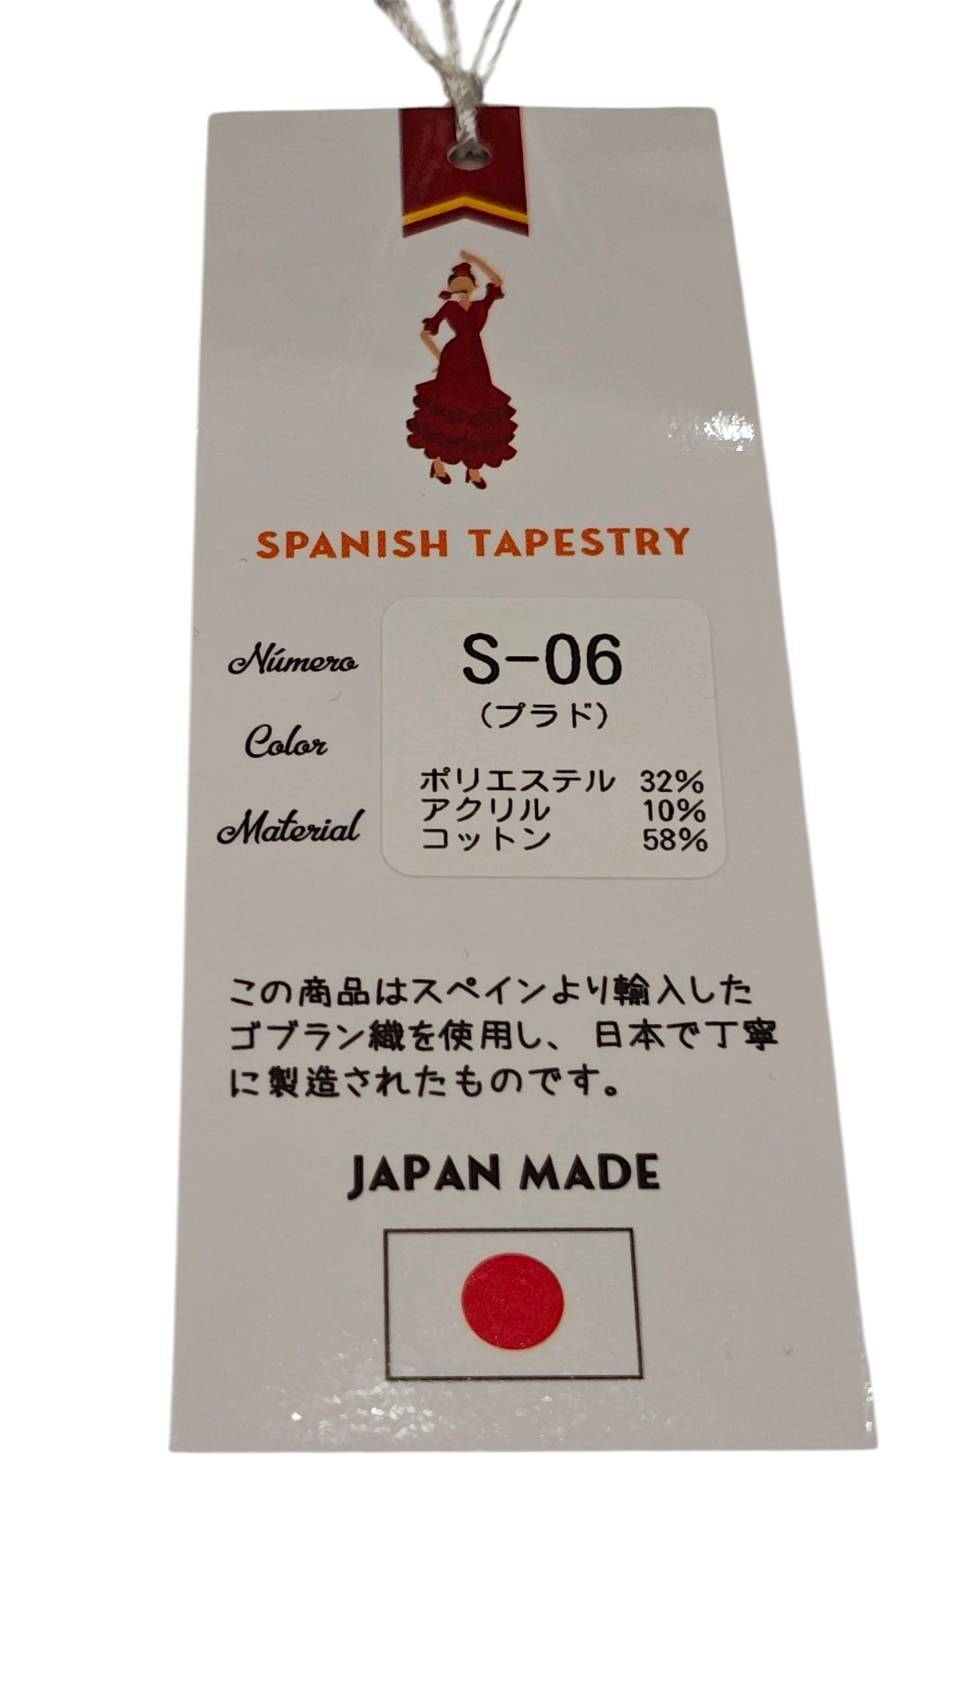 SPANISH TAPESTRY
Número S-06
(プラド)
Color
ポリエステル 32%
Material アクリル 10%
コットン 58%
この商品はスペインより輸入した
ゴブラン織を使用し、日本で丁寧
に製造されたものです。
JAPAN MADE